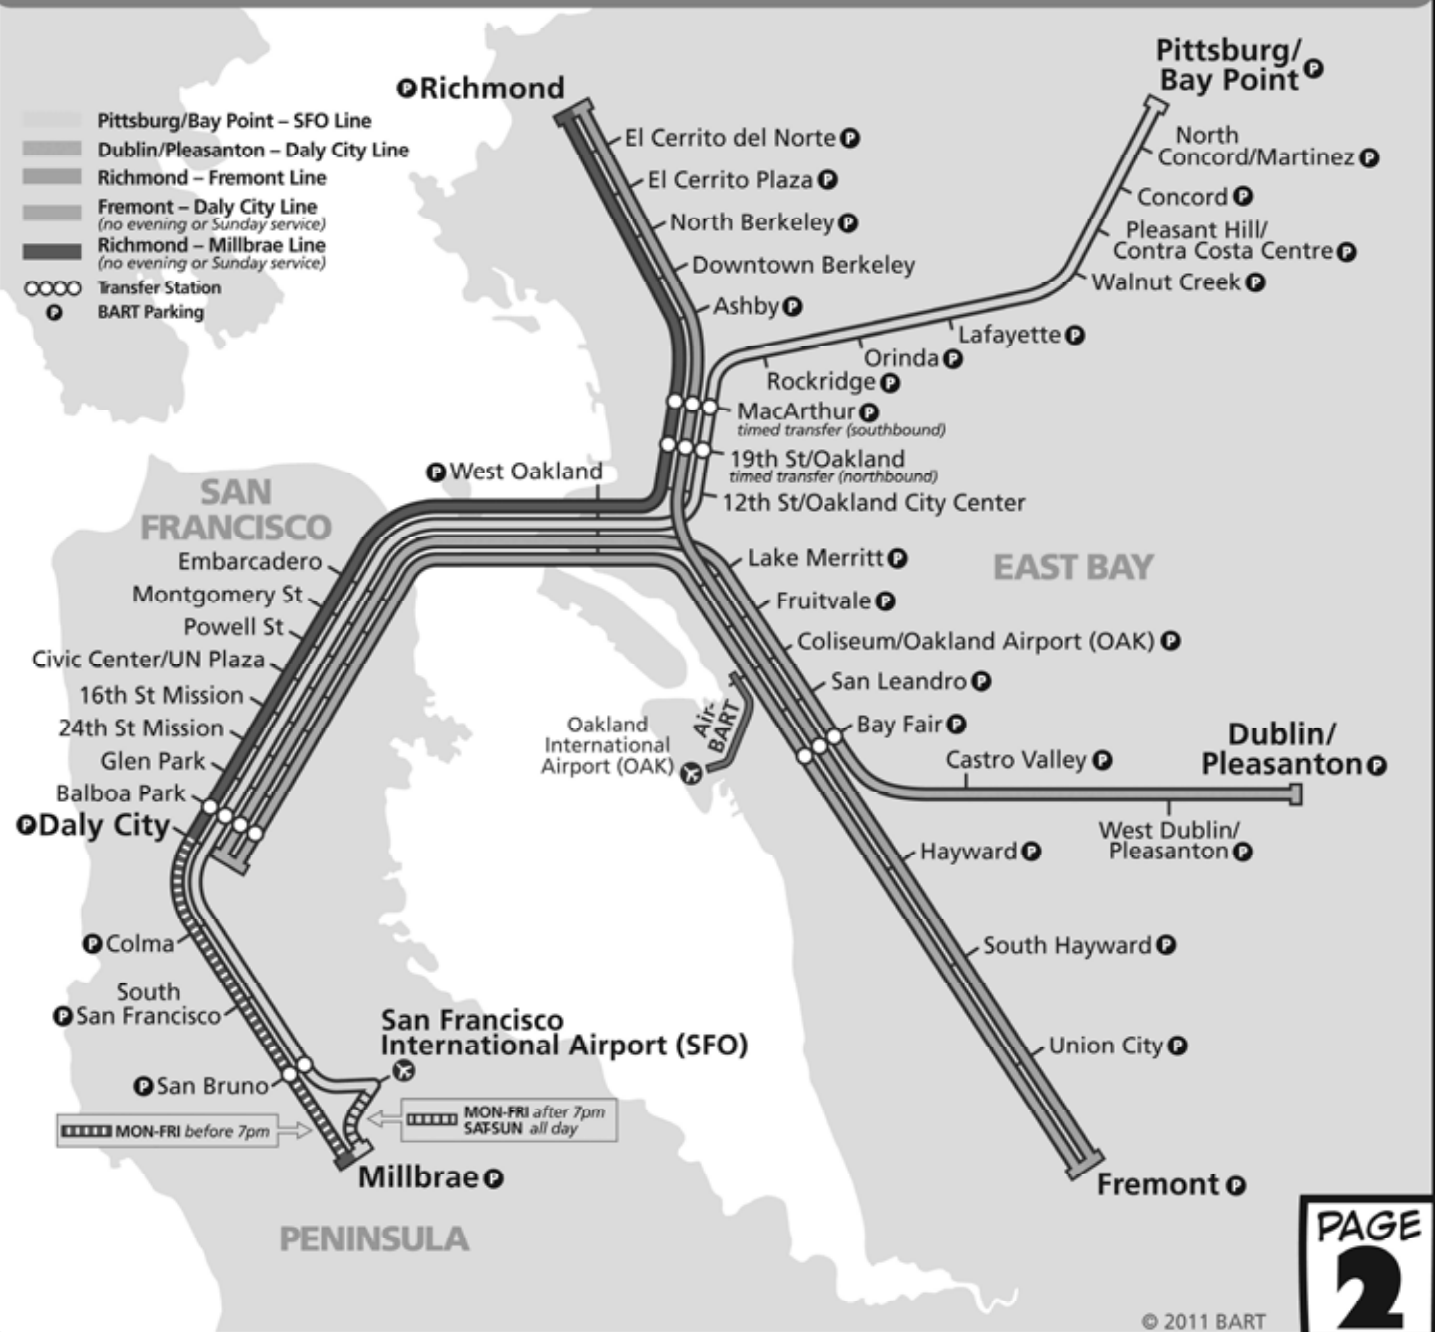 Pittsburg/
Bay Point P
P Richmond
Pittsburg/Bay Point – SFO Line
Dublin/Pleasanton – Daly City Line
Richmond – Fremont Line
Fremont – Daly City Line
(no evening or Sunday service)
Richmond – Millbrae Line
(no evening or Sunday service)
Transfer Station
P BART Parking
El Cerrito del Norte P
El Cerrito Plaza P
North Berkeley P
Downtown Berkeley
Ashby P
North
Concord/Martinez P
Concord P
Pleasant Hill/
Contra Costa Centre P
Walnut Creek P
Lafayette P
Orinda P
Rockridge P
MacArthur P
timed transfer (southbound)
19th St/Oakland
timed transfer (northbound)
12th St/Oakland City Center
P West Oakland
SAN
FRANCISCO
Embarcadero
Montgomery St
Powell St
Civic Center/UN Plaza
16th St Mission
24th St Mission
Glen Park
Balboa Park
P Daly City
EAST BAY
Lake Merritt P
Fruitvale P
Coliseum/Oakland Airport (OAK) P
San Leandro P
Bay Fair P
Air-
BART
Oakland
International
Airport (OAK)
Castro Valley P
Dublin/
Pleasanton P
West Dublin/
Pleasanton P
Hayward P
South Hayward P
Union City P
Fremont P
P Colma
South
P San Francisco
San Francisco
International Airport (SFO)
P San Bruno
MON-FRI before 7pm
MON-FRI after 7pm
SAT-SUN all day
Millbrae P
PENINSULA
PAGE
2
© 2011 BART